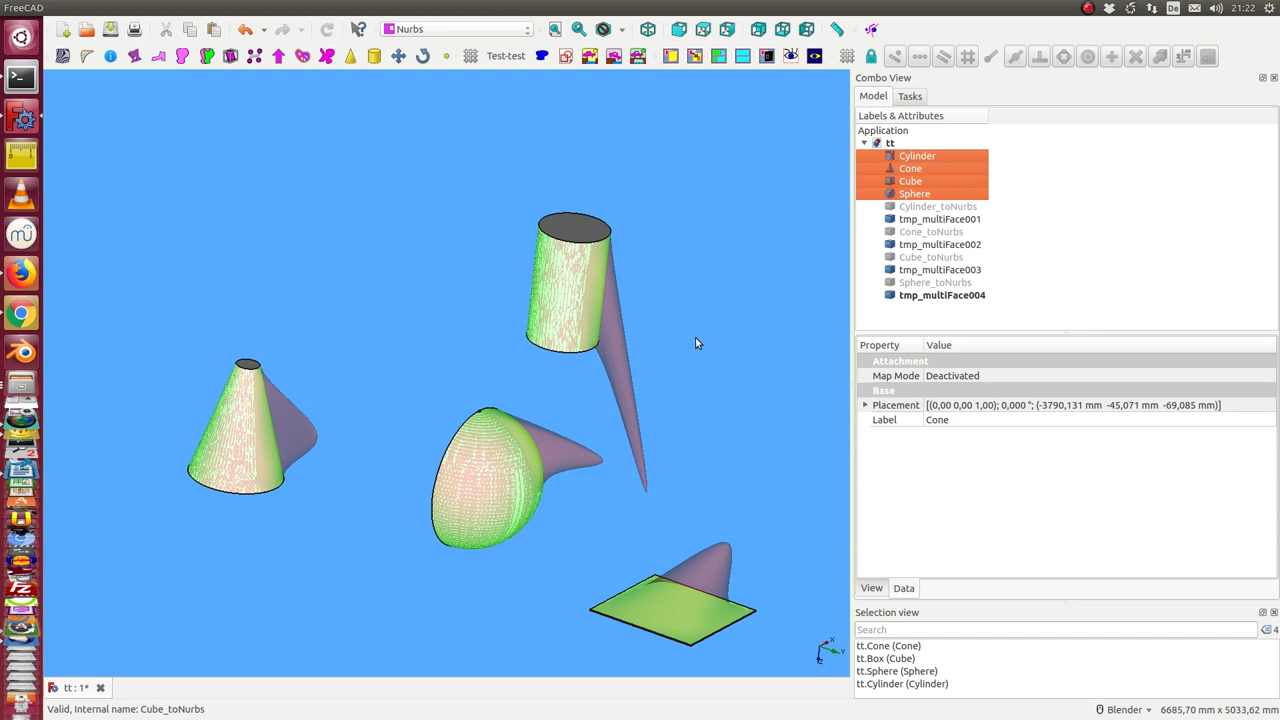 FreeCAD
De
21:22
Nurbs
Test-test
Combo View
Model
Tasks
Labels & Attributes
Application
tt
Cylinder
Cone
Cube
Sphere
Cylinder_toNurbs
tmp_multiFace001
Cone_toNurbs
tmp_multiFace002
Cube_toNurbs
tmp_multiFace003
Sphere_toNurbs
tmp_multiFace004
Property Value
Attachment
Map Mode Deactivated
Base
Placement [(0,00 0,00 1,00); 0,000 °; (-3790,131 mm -45,071 mm -69,085 mm)]
Label Cone
View
Data
Selection view
Search
4
tt.Cone (Cone)
tt.Box (Cube)
tt.Sphere (Sphere)
tt.Cylinder (Cylinder)
X
Y
Z
tt : 1*
Valid, Internal name: Cube_toNurbs
Blender
6685,70 mm x 5033,62 mm